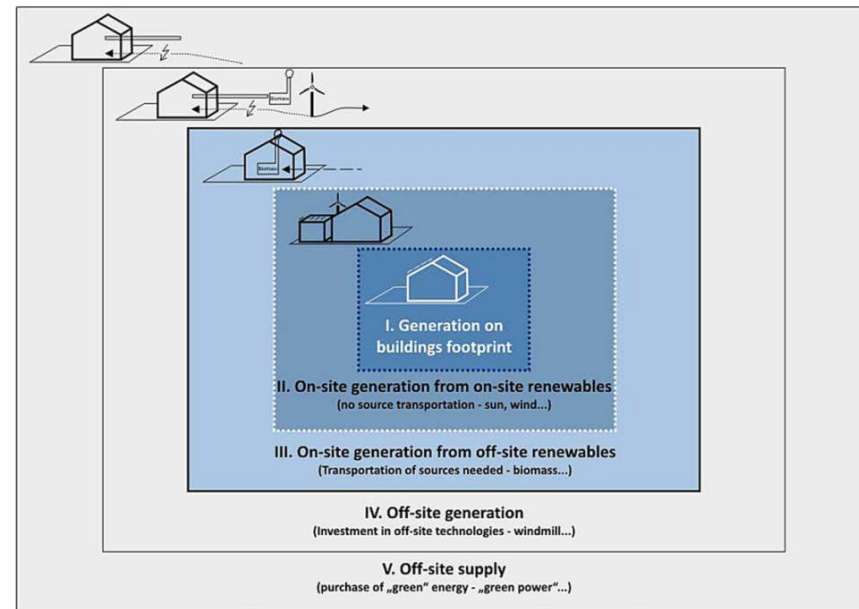 Biomass
Biomass
I. Generation on
buildings footprint
II. On-site generation from on-site renewables
(no source transportation - sun, wind...)
III. On-site generation from off-site renewables
(Transportation of sources needed - biomass...)
IV. Off-site generation
(Investment in off-site technologies - windmill...)
V. Off-site supply
(purchase of „green“ energy - „green power“...)